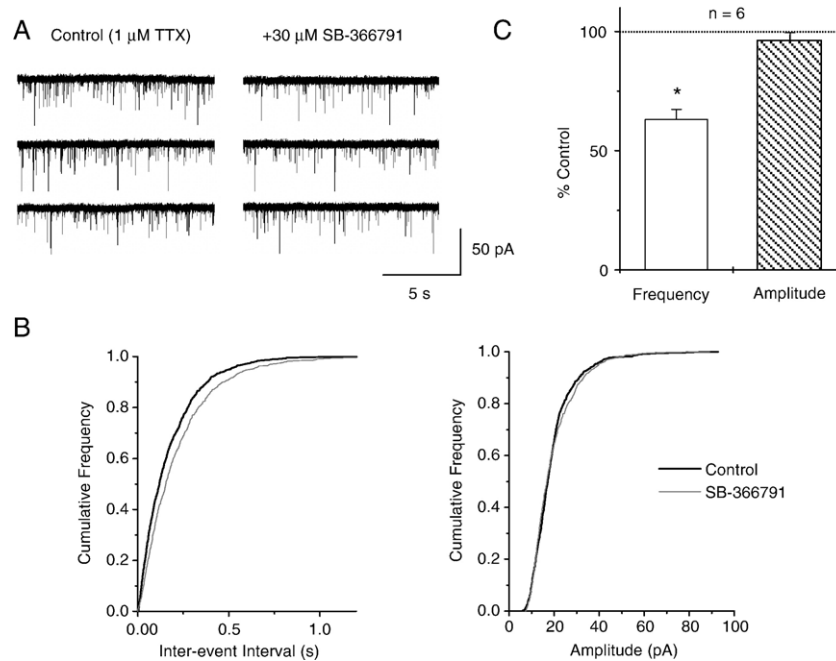 A
Control (1 μM TTX)
+30 μM SB-366791
50 pA
5 s
C
n = 6
100
50
0
% Control
*
Frequency
Amplitude
B
1.0
0.8
0.6
0.4
0.2
0.0
Cumulative Frequency
0.00
0.5
1.0
Inter-event Interval (s)
1.0
0.8
0.6
0.4
0.2
0.0
Cumulative Frequency
0
20
40
60
80
100
Amplitude (pA)
Control
SB-366791